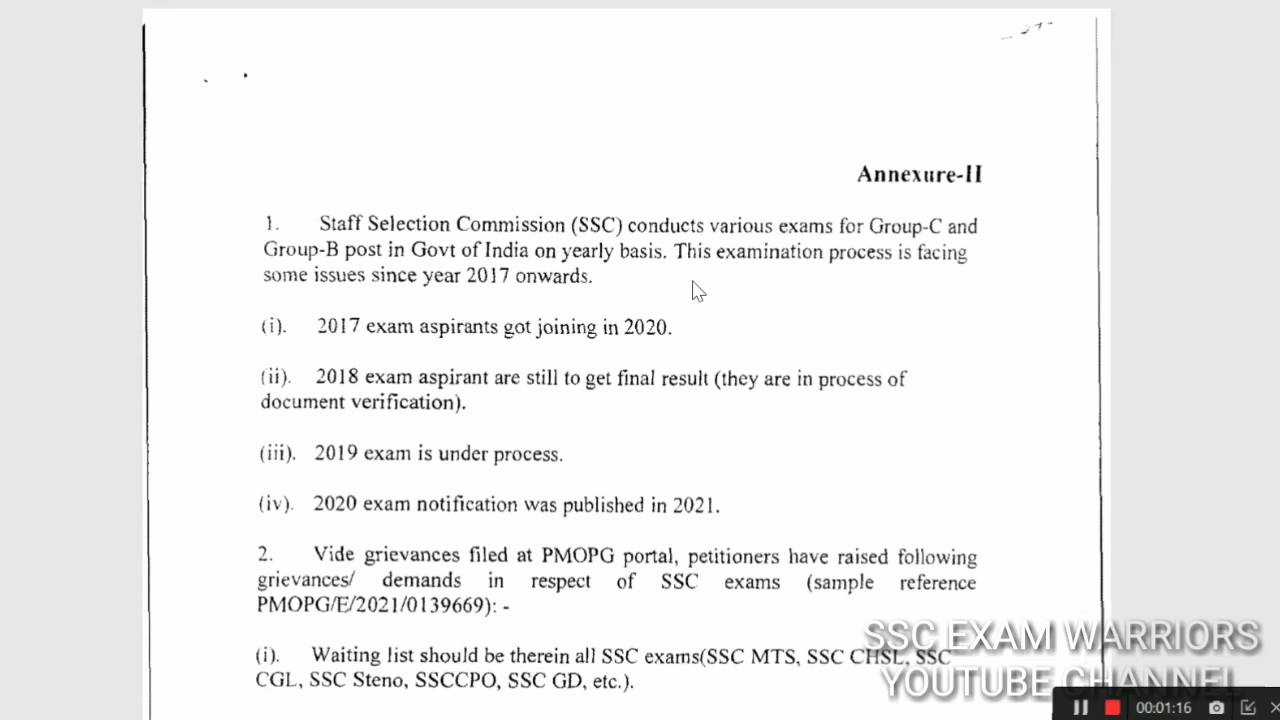 Annexure-II
1. Staff Selection Commission (SSC) conducts various exams for Group-C and
Group-B post in Govt of India on yearly basis. This examination process is facing
some issues since year 2017 onwards.
(i). 2017 exam aspirants got joining in 2020.
(ii). 2018 exam aspirant are still to get final result (they are in process of
document verification).
(iii). 2019 exam is under process.
(iv). 2020 exam notification was published in 2021.
2. Vide grievances filed at PMOPG portal, petitioners have raised following
grievances/ demands in respect of SSC exams (sample reference
PMOPG/E/2021/0139669): -
(i). Waiting list should be therein all SSC exams(SSC MTS, SSC CHSL, SSC
CGL, SSC Steno, SSCCPO, SSC GD, etc.).
SSC EXAM WARRIORS
YOUTUBE CHANNEL
00:01:16